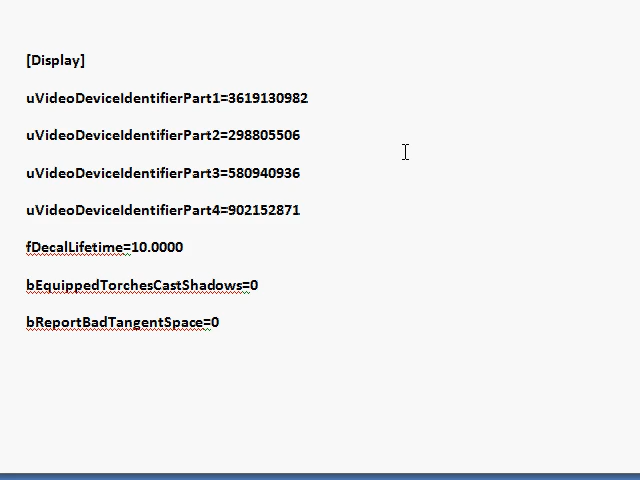 [Display]
uVideoDeviceIdentifierPart1=3619130982
uVideoDeviceIdentifierPart2=298805506
uVideoDeviceIdentifierPart3=580940936
uVideoDeviceIdentifierPart4=902152871
fDecalLifetime=10.0000
bEquippedTorchesCastShadows=0
bReportBadTangentSpace=0